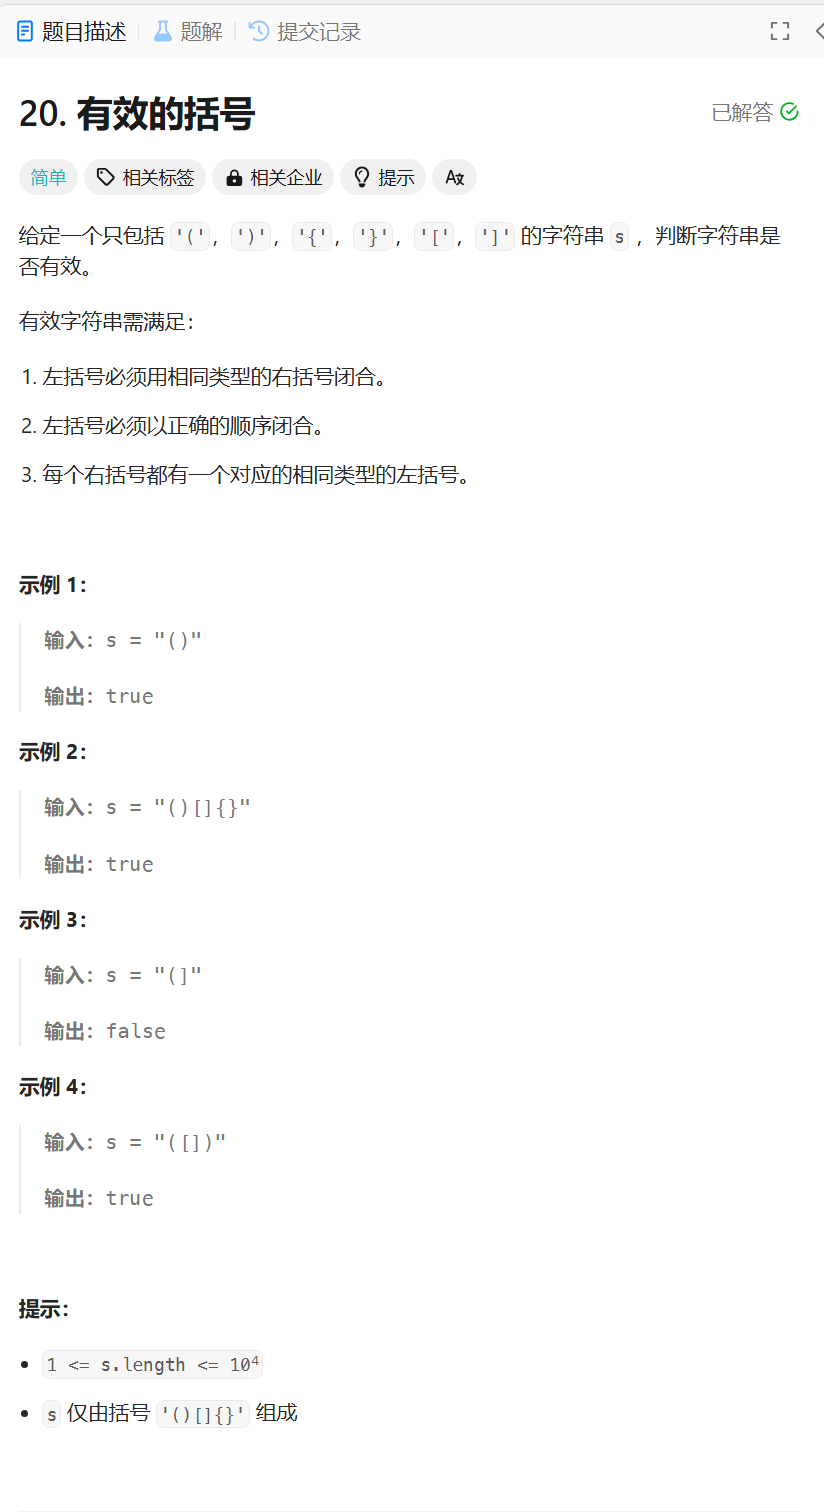 题目描述 题解 提交记录
20. 有效的括号 已解答
简单 相关标签 相关企业 提示
给定一个只包括 '(', ')', '{', '}', '[', ']' 的字符串 s ，判断字符串是
否有效。
有效字符串需满足：
1. 左括号必须用相同类型的右括号闭合。
2. 左括号必须以正确的顺序闭合。
3. 每个右括号都有一个对应的相同类型的左括号。
示例 1：
输入：s = "()"
输出：true
示例 2：
输入：s = "()[]{}"
输出：true
示例 3：
输入：s = "(]"
输出：false
示例 4：
输入：s = "([])"
输出：true
提示：
1 <= s.length <= 10⁴
s 仅由括号 '()[]{}' 组成